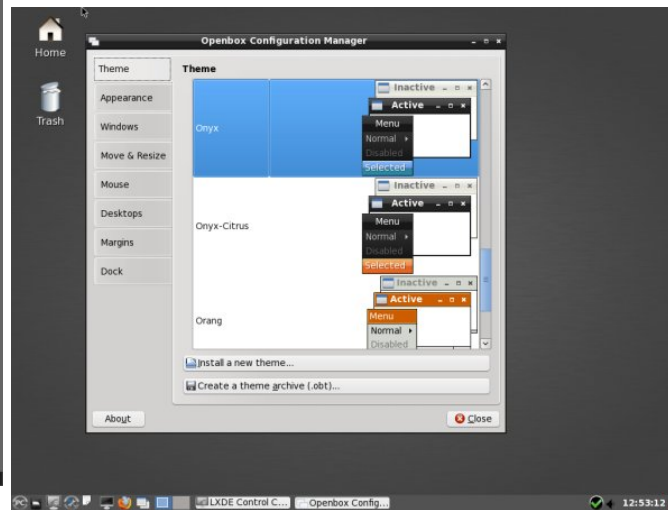 Home
Trash
Openbox Configuration Manager
Theme
Appearance
Windows
Move & Resize
Mouse
Desktops
Margins
Dock
Theme
Onyx
Inactive
Active
Menu
Normal
Disabled
Selected
Onyx-Citrus
Inactive
Active
Menu
Normal
Disabled
Selected
Orang
Inactive
Active
Menu
Normal
Disabled
Install a new theme...
Create a theme archive (.obt)...
About
Close
LXDE Control C...
Openbox Config...
12:53:12